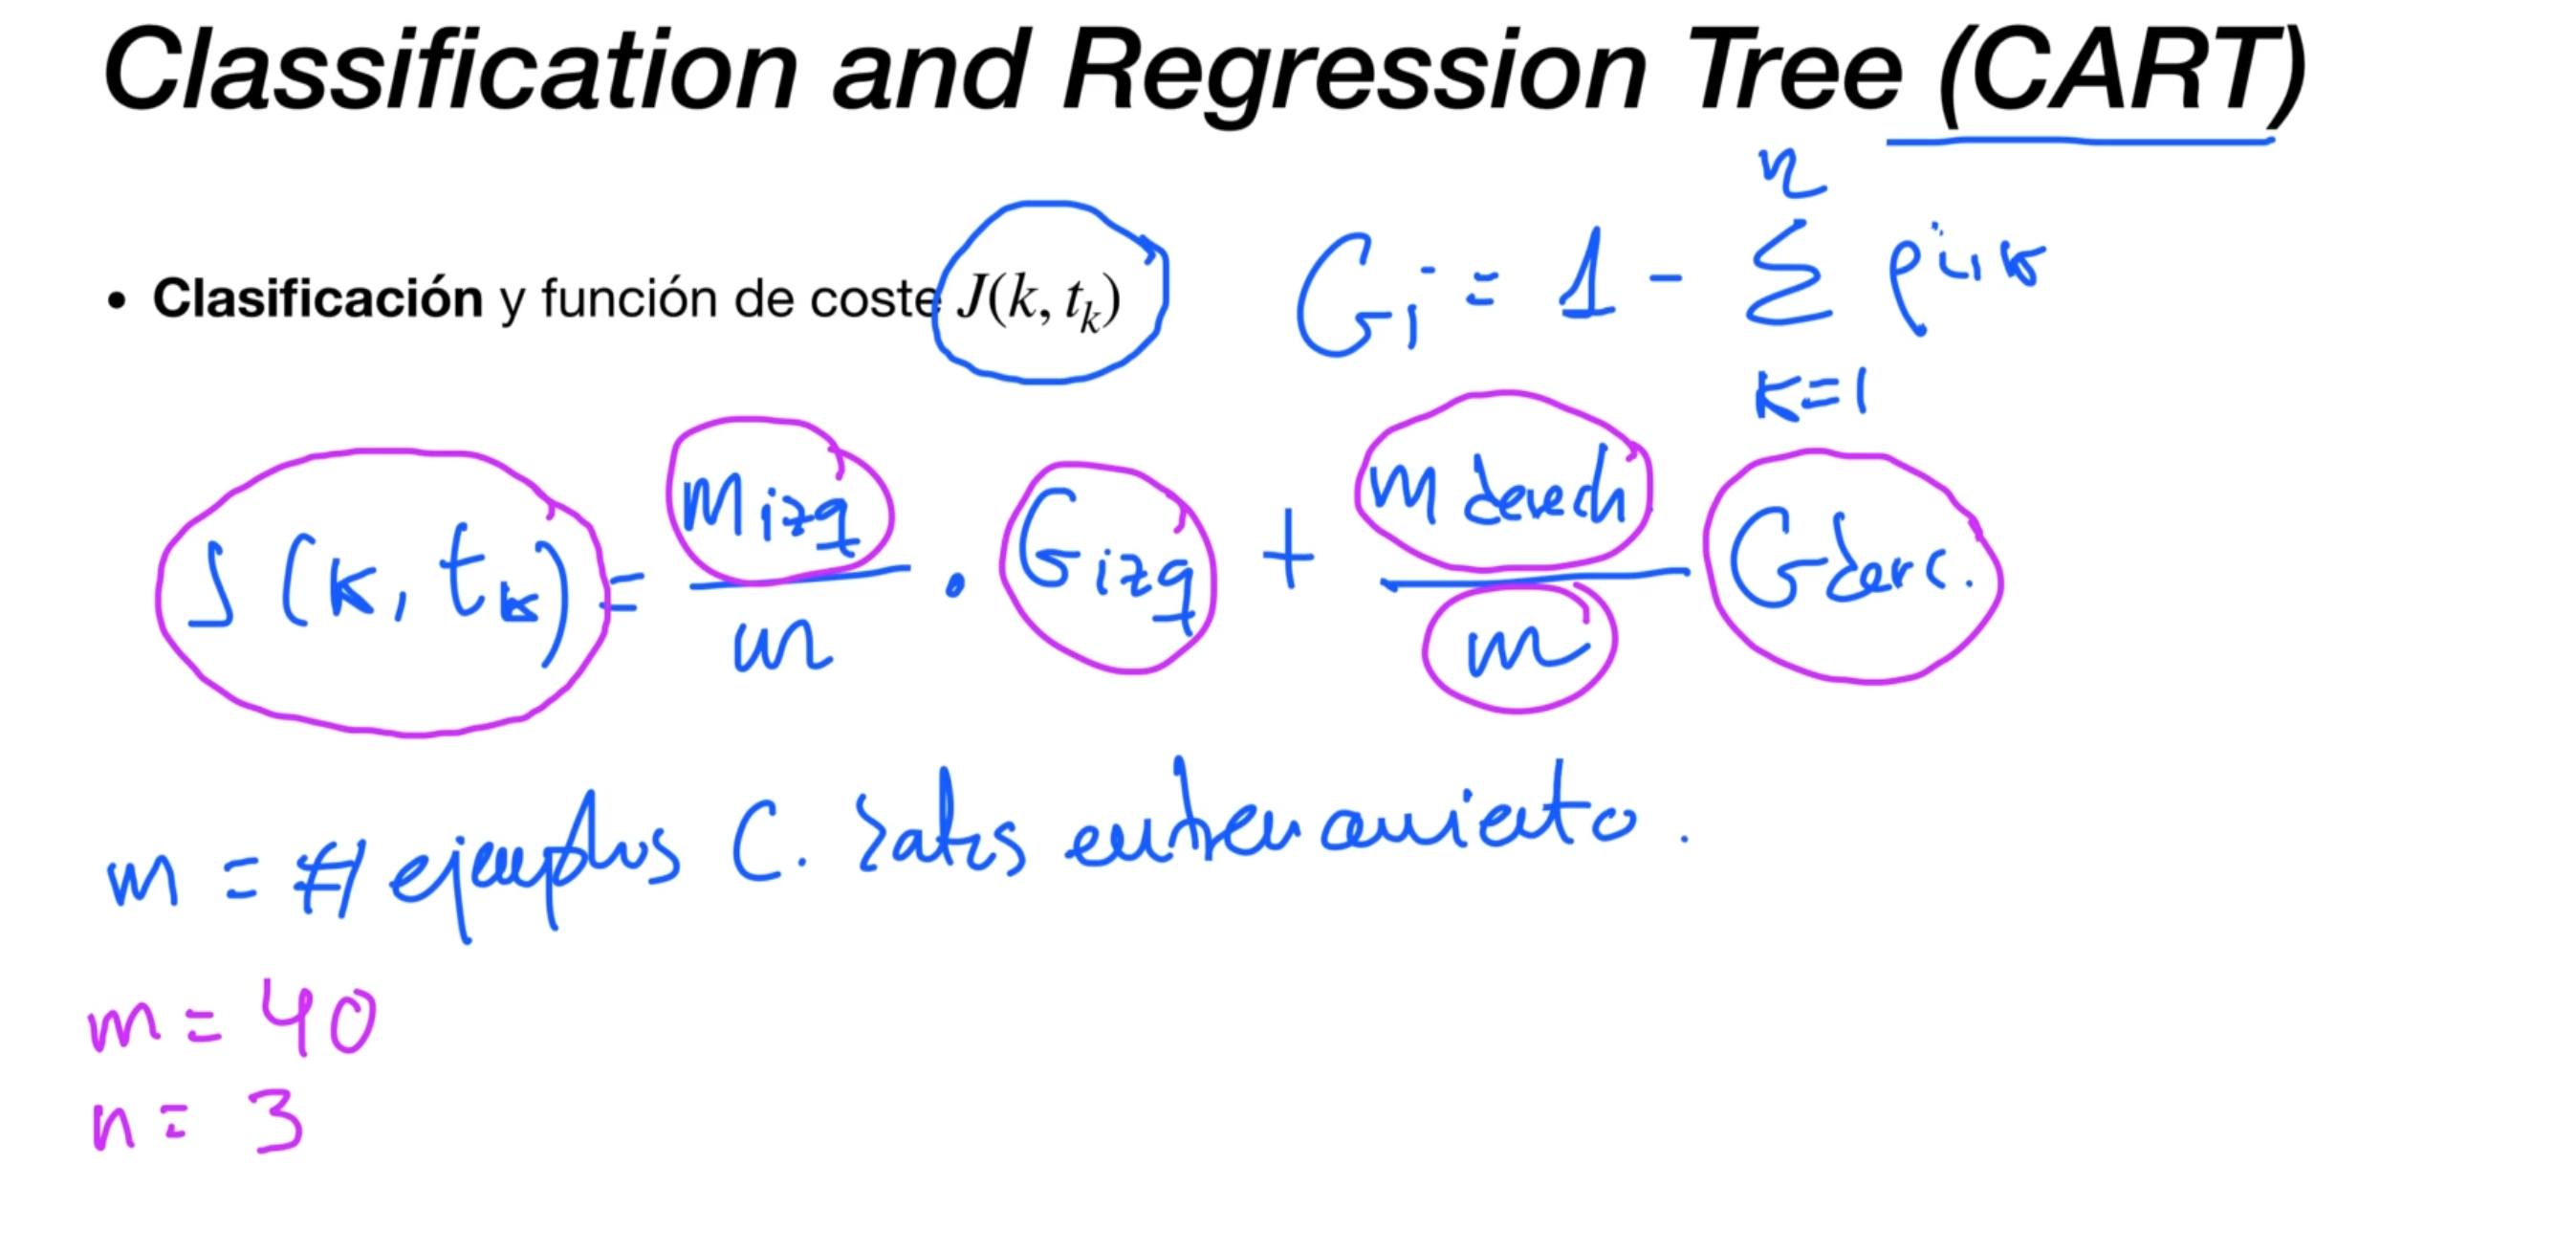 Classification and Regression Tree (CART)
• Clasificación y función de coste J(k, t_k)
G_i = 1 - \sum_{k=1}^{n} p_{i,k}
J(k, t_k) = \frac{m_{izq}}{m} \cdot G_{izq} + \frac{m_{derech}}{m} G_{derc.}
m = # ejemplos C. datos entrenamiento.
m = 40
n = 3